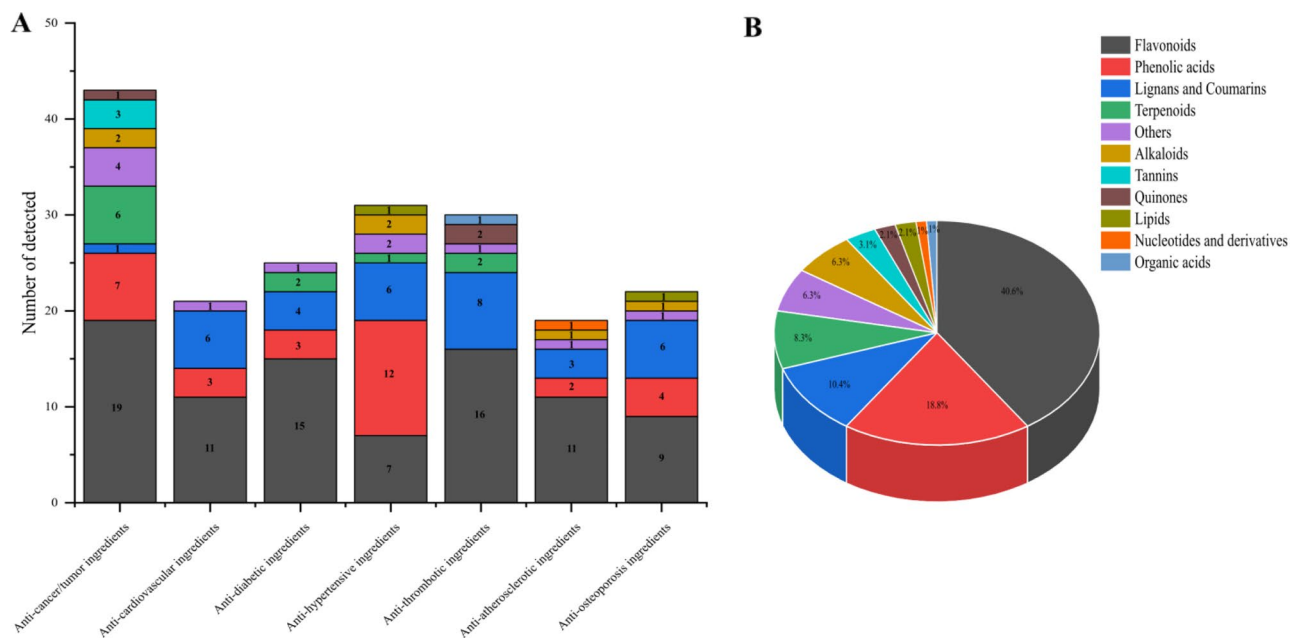 A
Number of detected
50
40
30
20
10
0
19
7
1
6
4
2
3
1
11
3
6
1
15
3
4
2
1
7
12
6
1
2
2
1
16
8
2
1
2
1
11
2
3
1
1
1
9
4
6
1
1
1
Anti-cancer/tumor ingredients
Anti-cardiovascular ingredients
Anti-diabetic ingredients
Anti-hypertensive ingredients
Anti-thrombotic ingredients
Anti-atherosclerotic ingredients
Anti-osteoporosis ingredients
B
40.6%
18.8%
10.4%
8.3%
6.3%
6.3%
3.1%
2.1%
2.1%
1%
1%
Flavonoids
Phenolic acids
Lignans and Coumarins
Terpenoids
Others
Alkaloids
Tannins
Quinones
Lipids
Nucleotides and derivatives
Organic acids